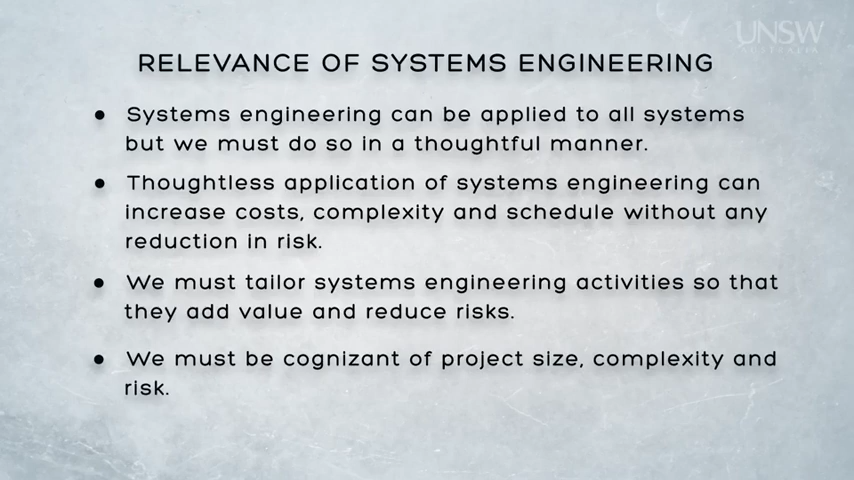 UNSW
AUSTRALIA
RELEVANCE OF SYSTEMS ENGINEERING
● Systems engineering can be applied to all systems
but we must do so in a thoughtful manner.
● Thoughtless application of systems engineering can
increase costs, complexity and schedule without any
reduction in risk.
● We must tailor systems engineering activities so that
they add value and reduce risks.
● We must be cognizant of project size, complexity and
risk.